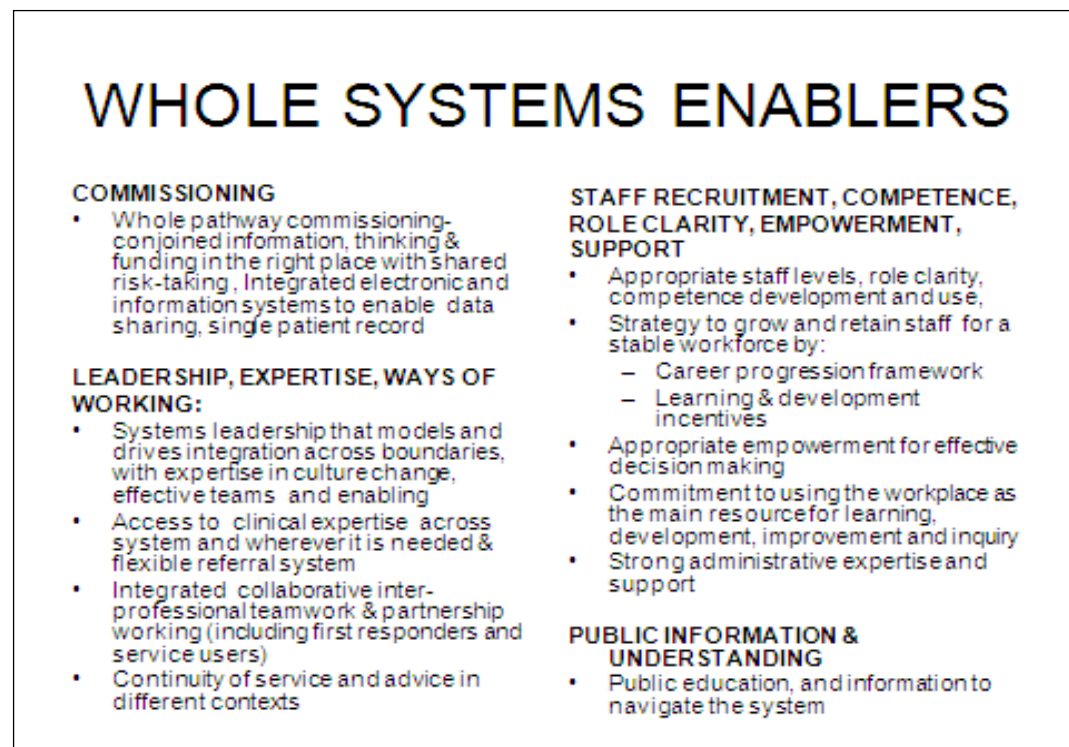 WHOLE SYSTEMS ENABLERS
COMMISSIONING
• Whole pathway commissioning-
conjoined information, thinking &
funding in the right place with shared
risk-taking , Integrated electronic and
information systems to enable data
sharing, single patient record
LEADERSHIP, EXPERTISE, WAYS OF
WORKING:
• Systems leadership that models and
drives integration across boundaries,
with expertise in culture change,
effective teams and enabling
• Access to clinical expertise across
system and wherever it is needed &
flexible referral system
• Integrated collaborative inter-
professional teamwork & partnership
working (including first responders and
service users)
• Continuity of service and advice in
different contexts
STAFF RECRUITMENT, COMPETENCE,
ROLE CLARITY, EMPOWERMENT,
SUPPORT
• Appropriate staff levels, role clarity,
competence development and use,
• Strategy to grow and retain staff for a
stable workforce by:
– Career progression framework
– Learning & development
incentives
• Appropriate empowerment for effective
decision making
• Commitment to using the workplace as
the main resource for learning,
development, improvement and inquiry
• Strong administrative expertise and
support
PUBLIC INFORMATION &
UNDERSTANDING
• Public education, and information to
navigate the system